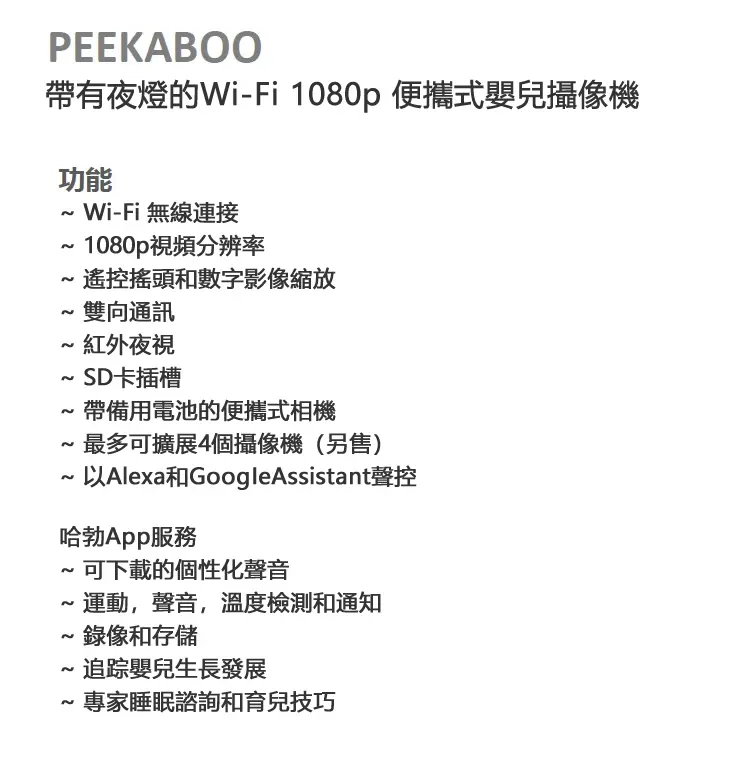 PEEKABOO
帶有夜燈的Wi-Fi 1080p 便攜式嬰兒攝像機
功能
~ Wi-Fi 無線連接
~ 1080p視頻分辨率
~ 遙控搖頭和數字影像縮放
~ 雙向通訊
~ 紅外夜視
~ SD卡插槽
~ 帶備用電池的便攜式相機
~ 最多可擴展4個攝像機（另售）
~ 以Alexa和GoogleAssistant聲控
哈勃App服務
~ 可下載的個性化聲音
~ 運動，聲音，溫度檢測和通知
~ 錄像和存儲
~ 追踪嬰兒生長發展
~ 專家睡眠諮詢和育兒技巧